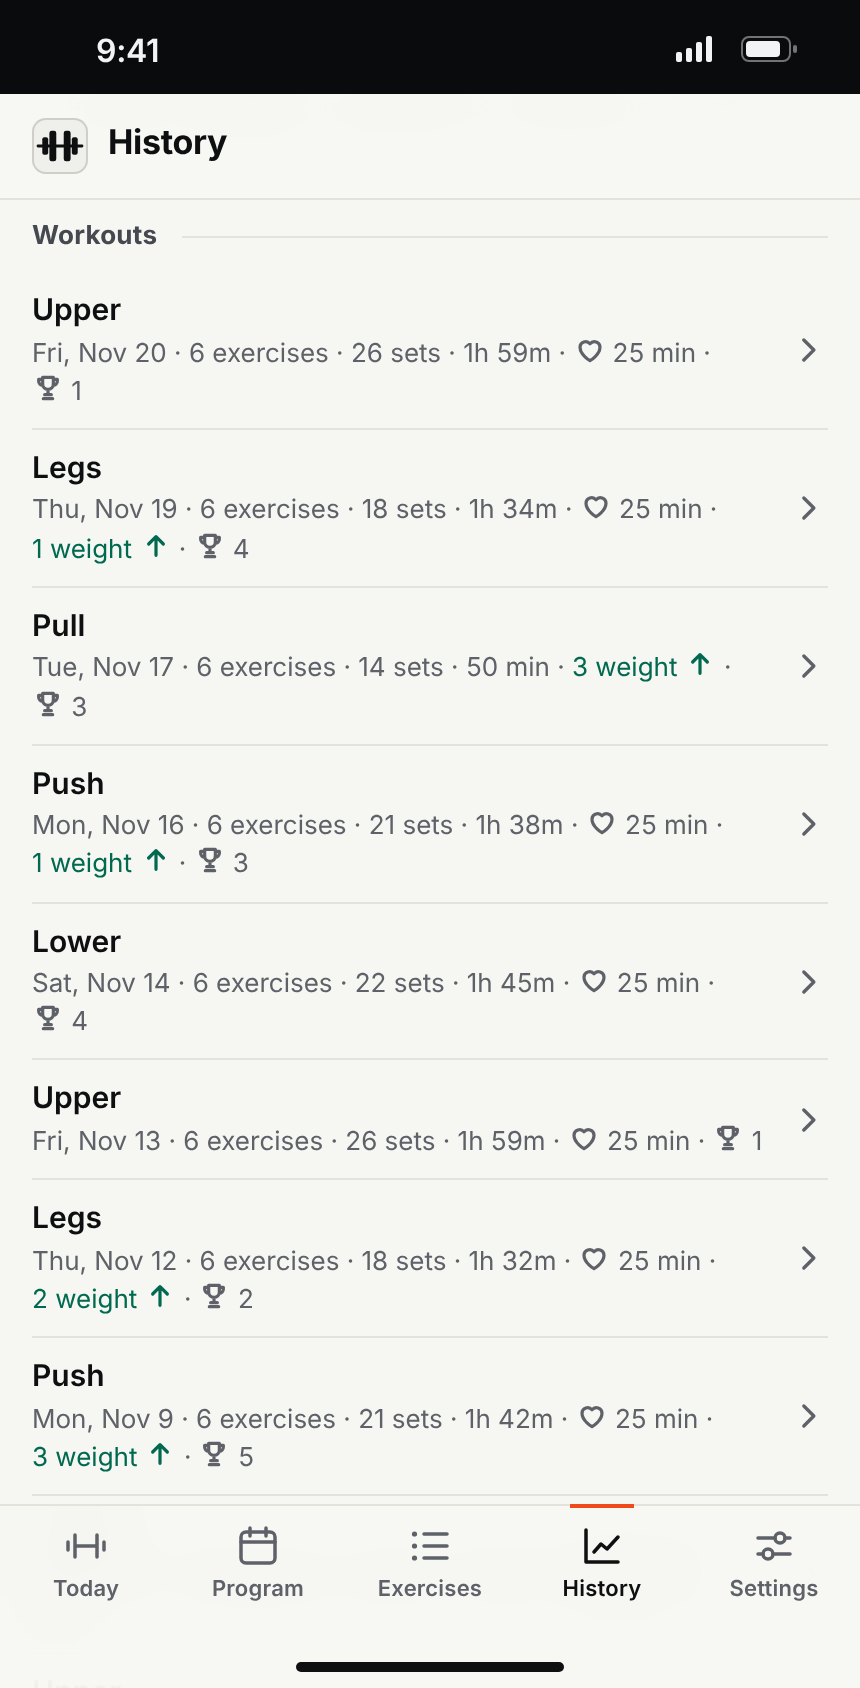 9:41
History
Workouts
Upper
Fri, Nov 20 · 6 exercises · 26 sets · 1h 59m · 25 min ·
1
Legs
Thu, Nov 19 · 6 exercises · 18 sets · 1h 34m · 25 min ·
1 weight ↑ · 4
Pull
Tue, Nov 17 · 6 exercises · 14 sets · 50 min · 3 weight ↑ ·
3
Push
Mon, Nov 16 · 6 exercises · 21 sets · 1h 38m · 25 min ·
1 weight ↑ · 3
Lower
Sat, Nov 14 · 6 exercises · 22 sets · 1h 45m · 25 min ·
4
Upper
Fri, Nov 13 · 6 exercises · 26 sets · 1h 59m · 25 min · 1
Legs
Thu, Nov 12 · 6 exercises · 18 sets · 1h 32m · 25 min ·
2 weight ↑ · 2
Push
Mon, Nov 9 · 6 exercises · 21 sets · 1h 42m · 25 min ·
3 weight ↑ · 5
Today
Program
Exercises
History
Settings